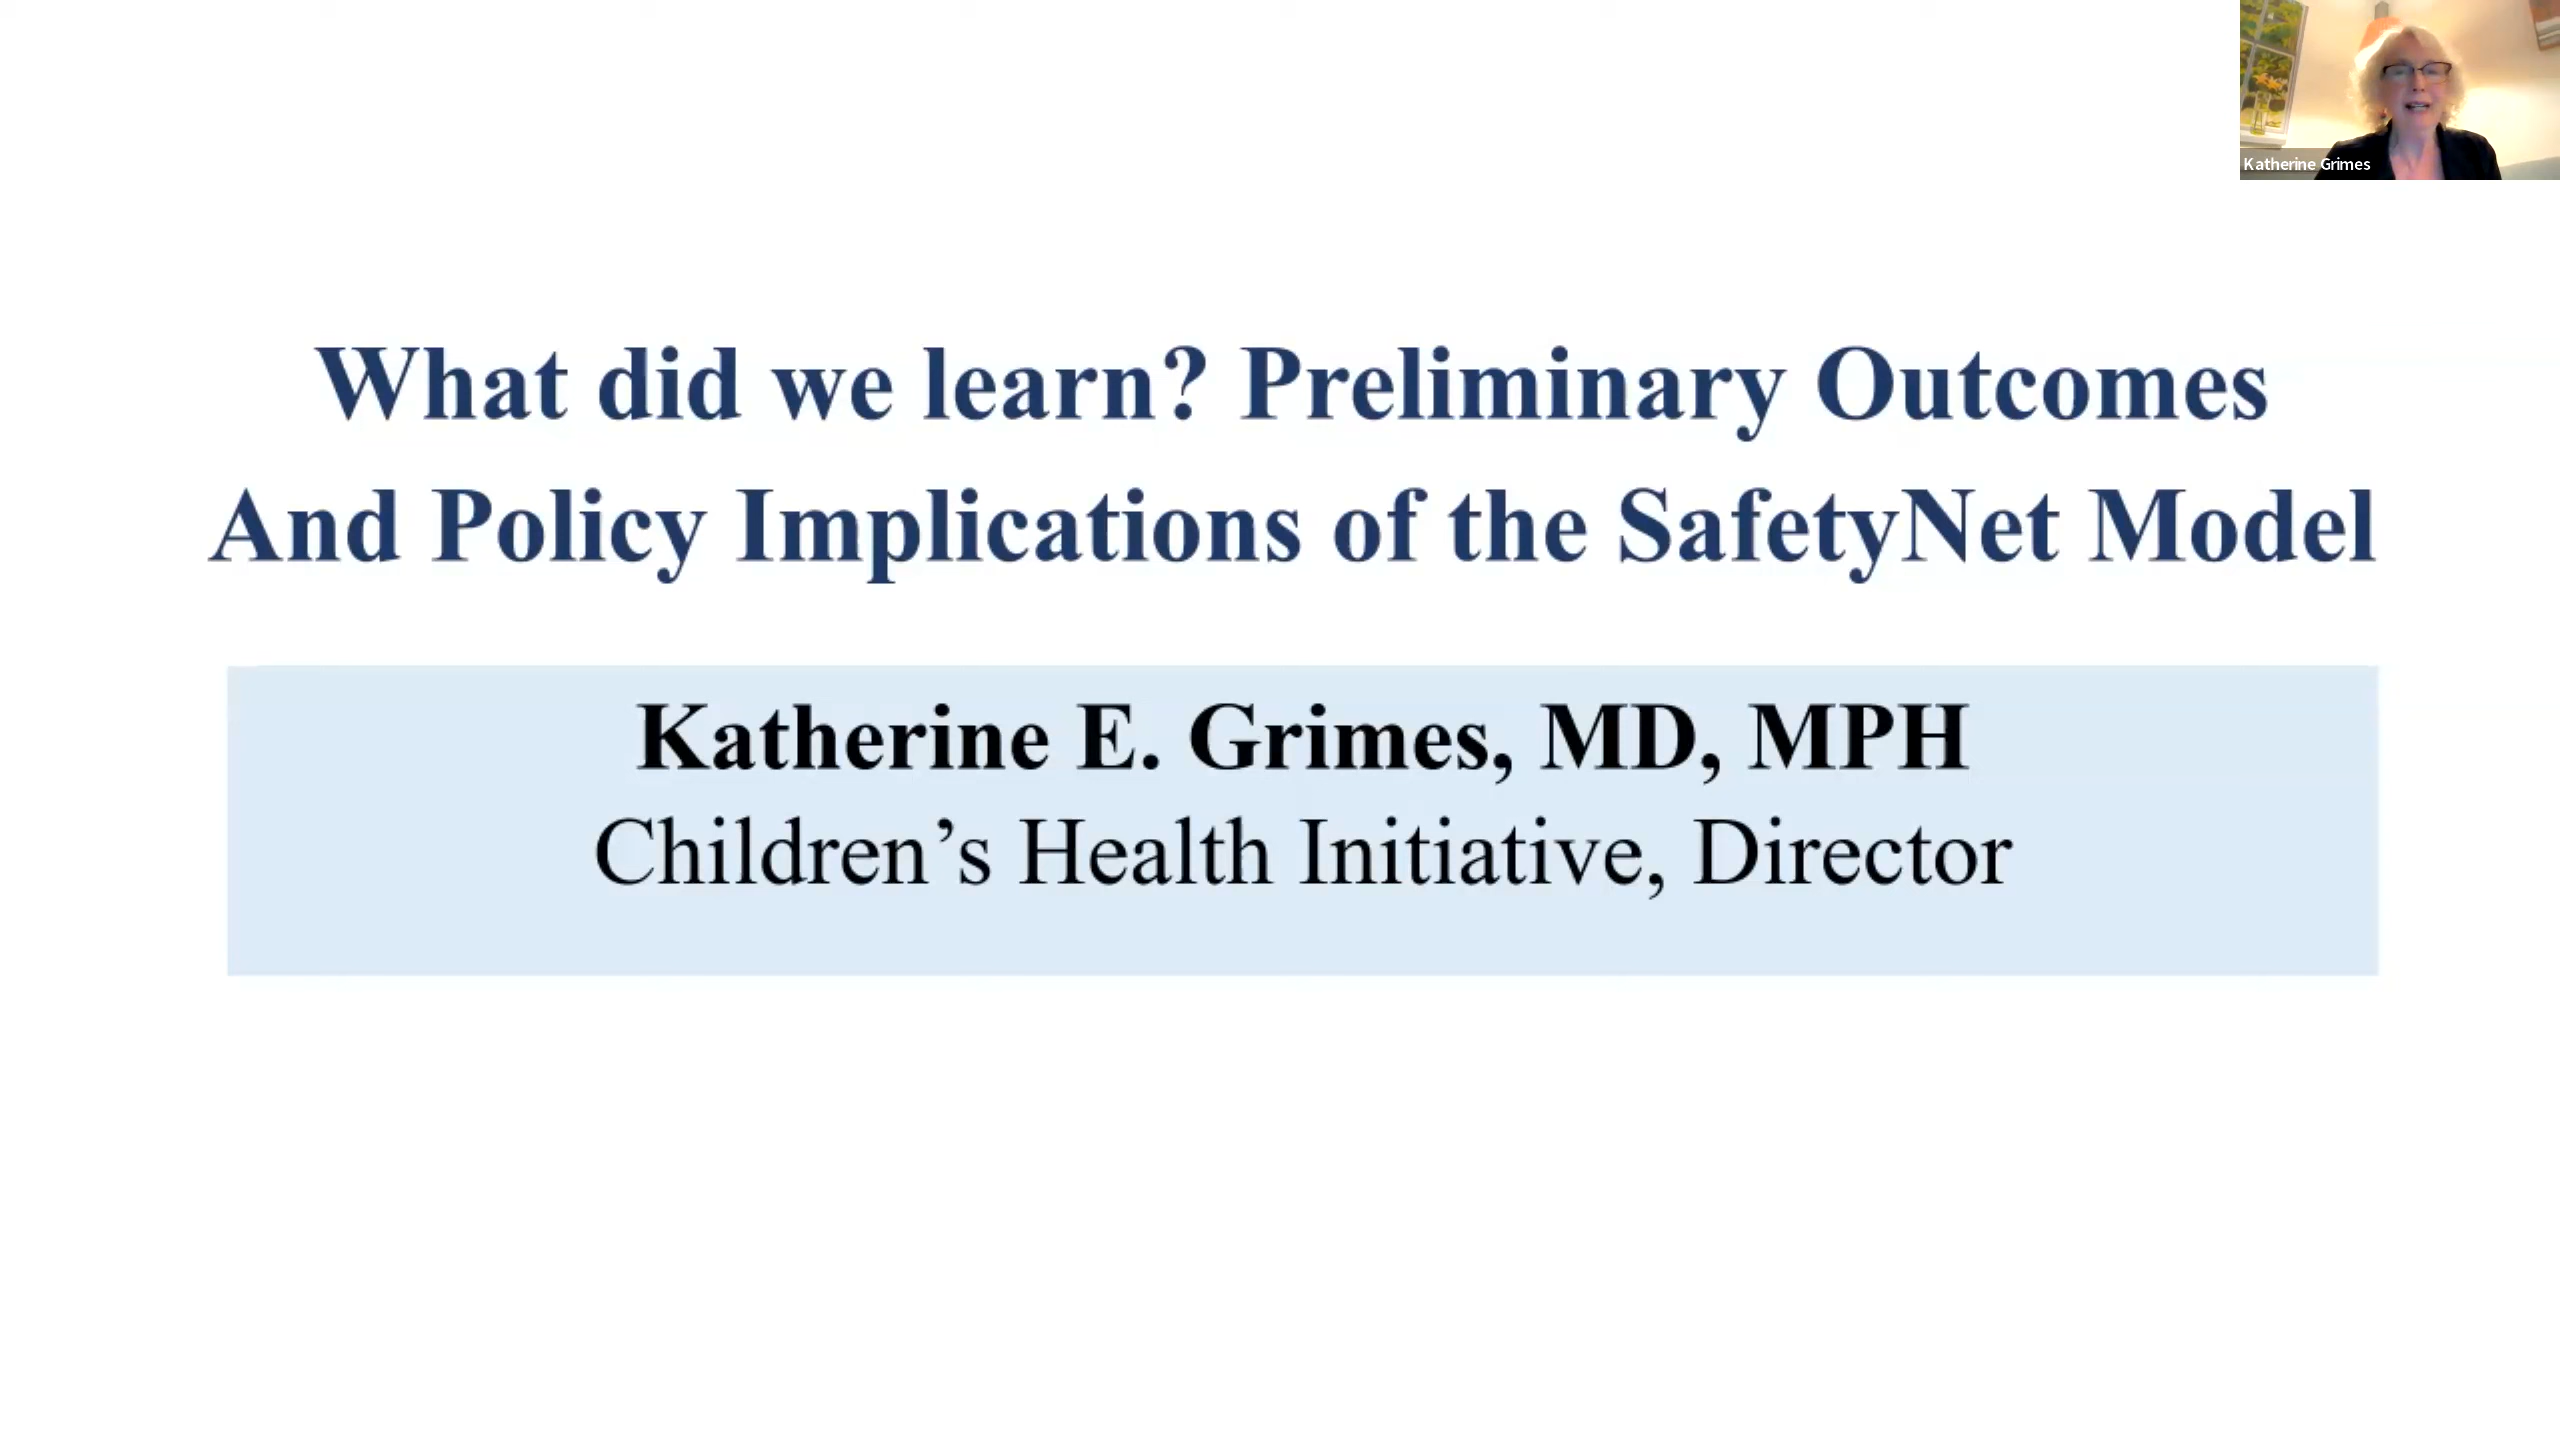 Katherine Grimes
What did we learn? Preliminary Outcomes
And Policy Implications of the SafetyNet Model
Katherine E. Grimes, MD, MPH
Children’s Health Initiative, Director